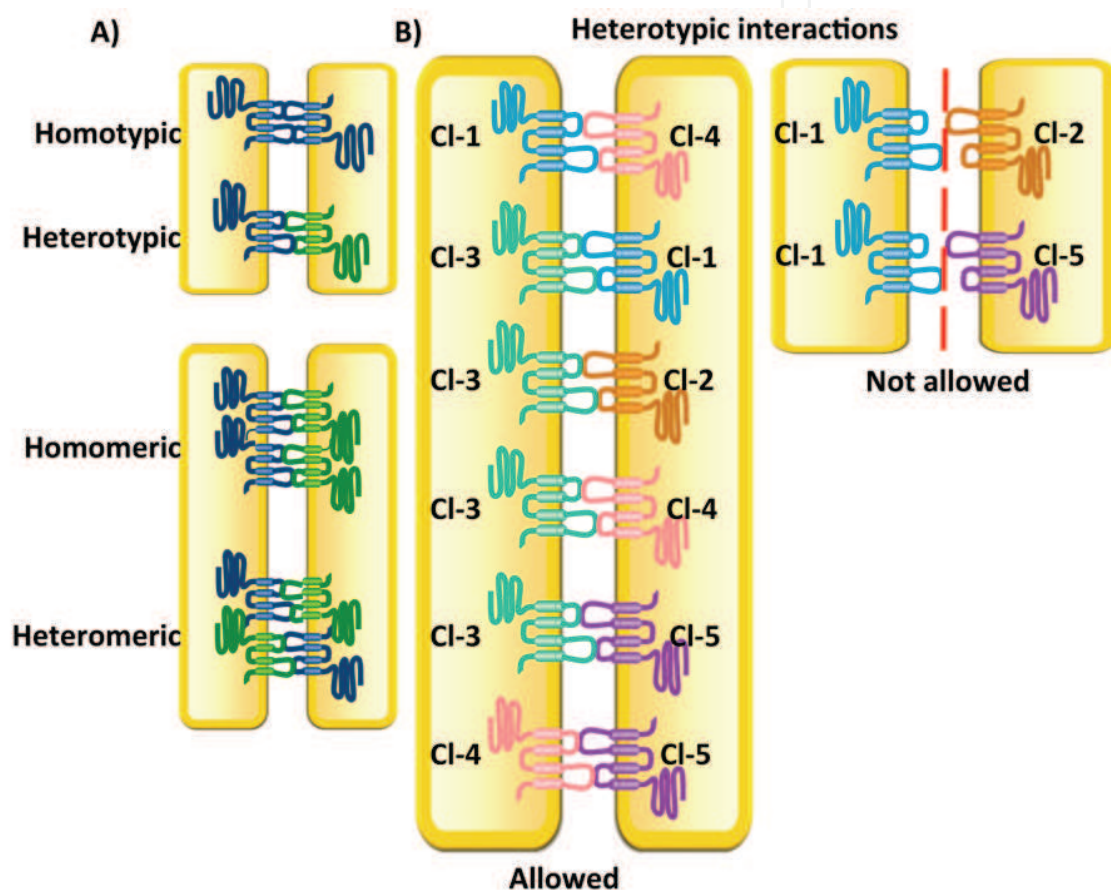 A)
Homotypic
Heterotypic
Homomeric
Heteromeric
B)
Heterotypic interactions
Cl-1 Cl-4
Cl-3 Cl-1
Cl-3 Cl-2
Cl-3 Cl-4
Cl-3 Cl-5
Cl-4 Cl-5
Allowed
Cl-1 Cl-2
Cl-1 Cl-5
Not allowed